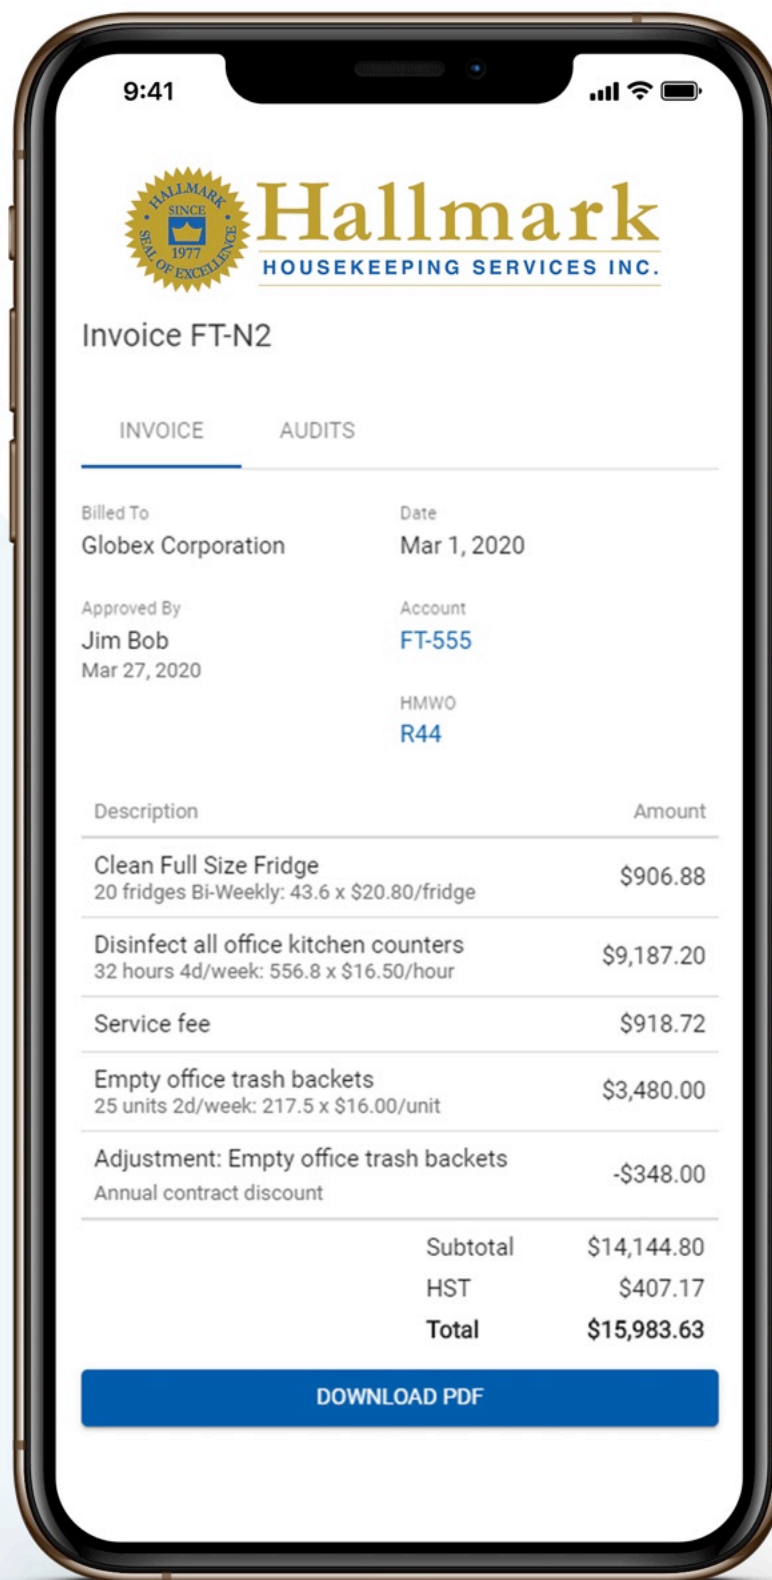 9:41
HALLMARK
SINCE
1977
SEAL OF EXCELLENCE
Hallmark
HOUSEKEEPING SERVICES INC.
Invoice FT-N2
INVOICE AUDITS
Billed To Date
Globex Corporation Mar 1, 2020
Approved By Account
Jim Bob FT-555
Mar 27, 2020
HMWO
R44
Description Amount
Clean Full Size Fridge $906.88
20 fridges Bi-Weekly: 43.6 x $20.80/fridge
Disinfect all office kitchen counters $9,187.20
32 hours 4d/week: 556.8 x $16.50/hour
Service fee $918.72
Empty office trash backets $3,480.00
25 units 2d/week: 217.5 x $16.00/unit
Adjustment: Empty office trash backets -$348.00
Annual contract discount
Subtotal $14,144.80
HST $407.17
Total $15,983.63
DOWNLOAD PDF